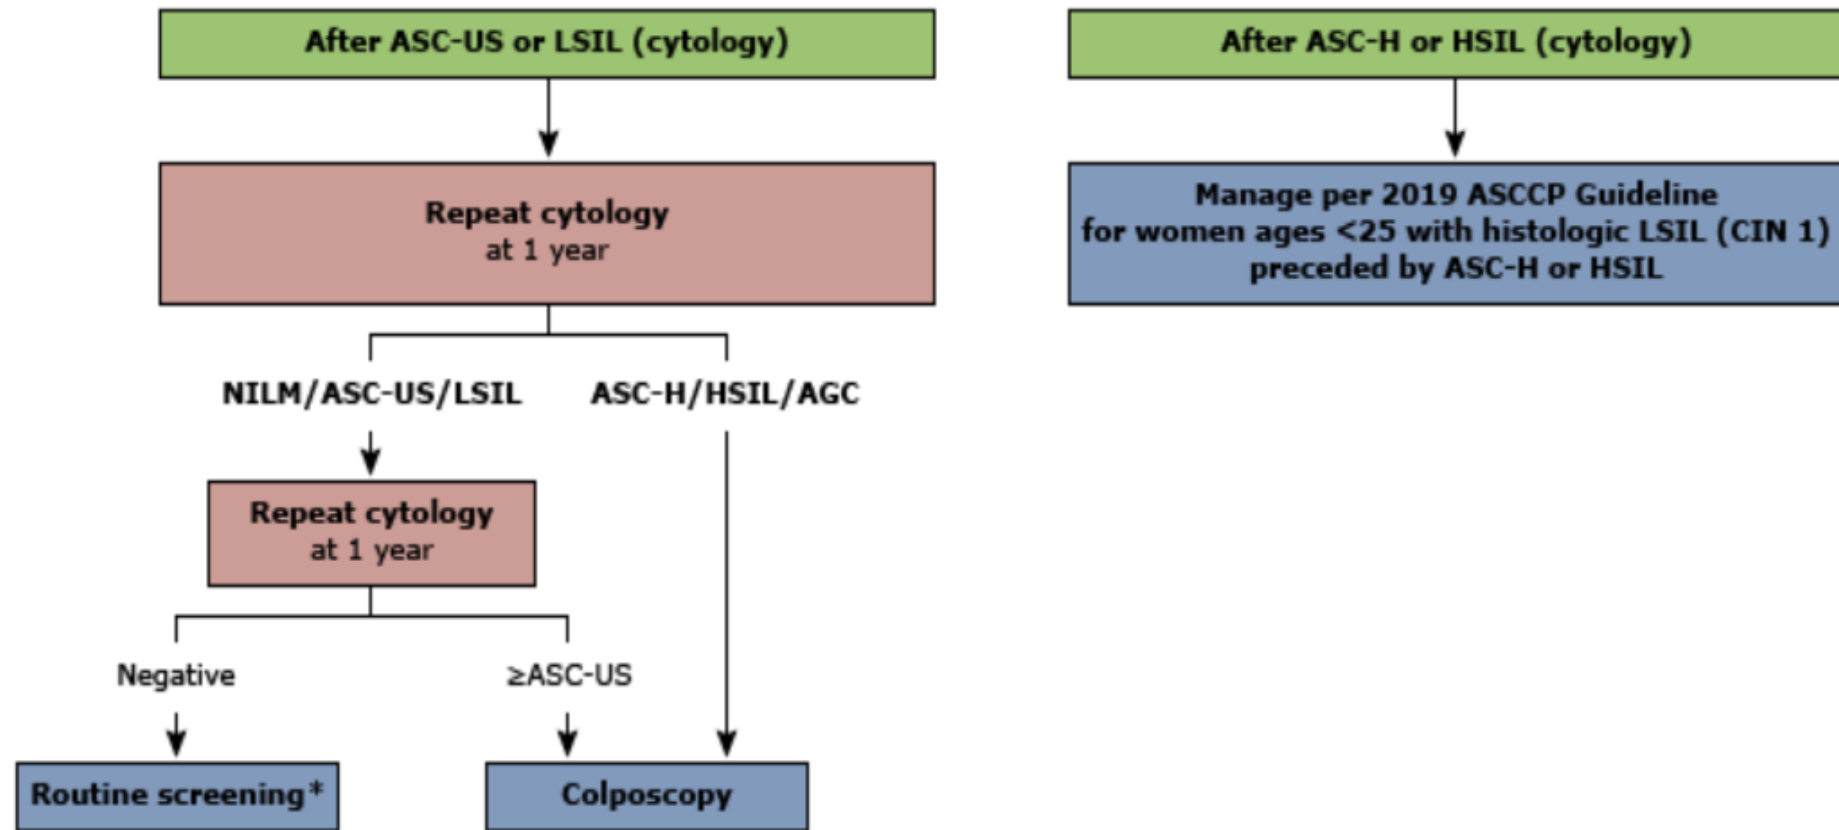 After ASC-US or LSIL (cytology)
Repeat cytology
at 1 year
NILM/ASC-US/LSIL
ASC-H/HSIL/AGC
Repeat cytology
at 1 year
Negative
≥ASC-US
Routine screening*
Colposcopy
After ASC-H or HSIL (cytology)
Manage per 2019 ASCCP Guideline
for women ages <25 with histologic LSIL (CIN 1)
preceded by ASC-H or HSIL